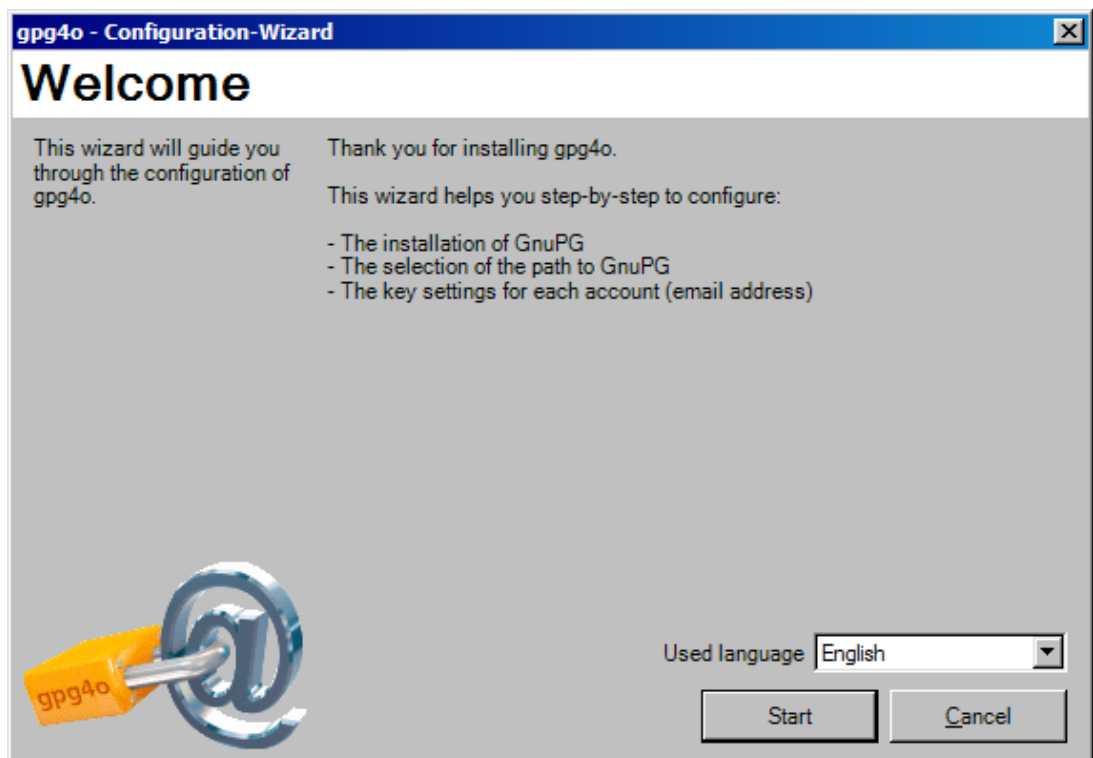 gpg4o - Configuration-Wizard
Welcome
This wizard will guide you
through the configuration of
gpg4o.
Thank you for installing gpg4o.
This wizard helps you step-by-step to configure:
- The installation of GnuPG
- The selection of the path to GnuPG
- The key settings for each account (email address)
gpg4o
@
Used language English
Start
Cancel